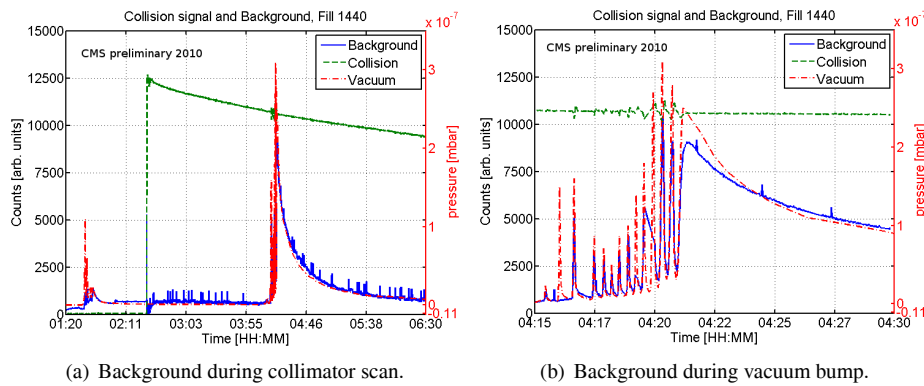 Collision signal and Background, Fill 1440
x 10^-7
15000
12500
10000
7500
5000
2500
0
Counts [arb. units]
CMS preliminary 2010
Background
Collision
Vacuum
3
2
1
0
-0.11
pressure [mbar]
01:20 02:11 03:03 03:55 04:46 05:38 06:30
Time [HH:MM]
(a) Background during collimator scan.
Collision signal and Background, Fill 1440
x 10^-7
15000
12500
10000
7500
5000
2500
0
Counts [arb. units]
CMS preliminary 2010
Background
Collision
Vacuum
3
2
1
0
-0.11
pressure [mbar]
04:15 04:17 04:20 04:22 04:25 04:27 04:30
Time [HH:MM]
(b) Background during vacuum bump.